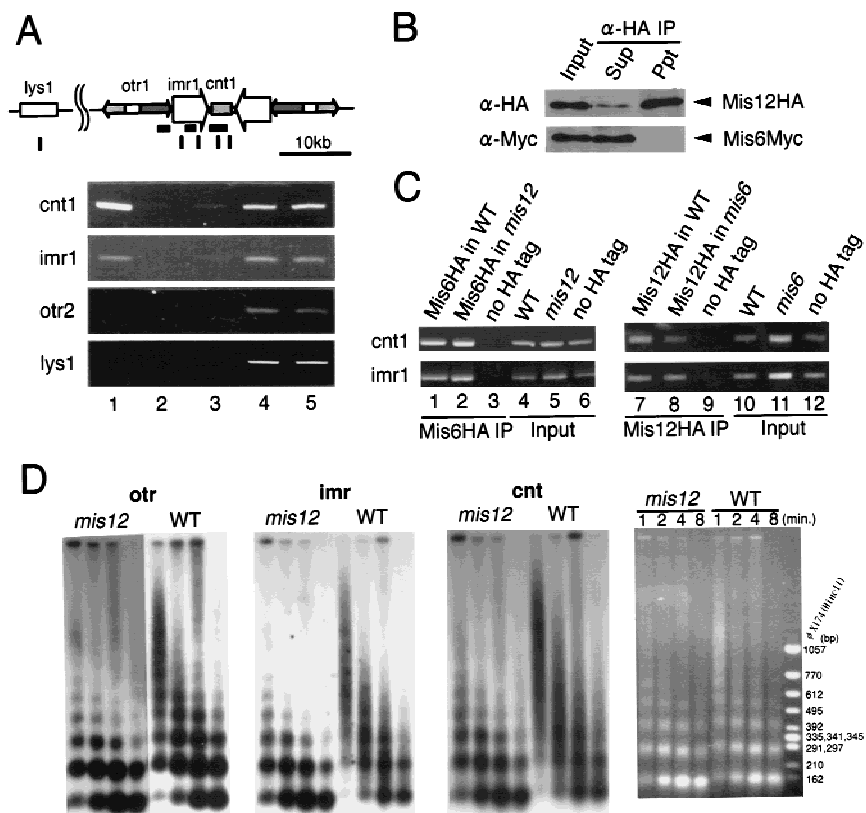 A
lys1
otr1
imr1
cnt1
10kb
cnt1
imr1
otr2
lys1
1 2 3 4 5
B
α-HA IP
Input
Sup
Ppt
α-HA
Mis12HA
α-Myc
Mis6Myc
C
Mis6HA in WT
Mis6HA in mis12
no HA tag
WT
mis12
no HA tag
Mis12HA in WT
Mis12HA in mis6
no HA tag
WT
mis6
no HA tag
cnt1
imr1
cnt1
imr1
1 2 3 4 5 6
7 8 9 10 11 12
Mis6HA IP
Input
Mis12HA IP
Input
D
otr
mis12 WT
imr
mis12 WT
cnt
mis12 WT
mis12 WT
1 2 4 8 1 2 4 8 (min.)
(bp)
1057
770
612
495
392
335,341,345
291,297
210
162